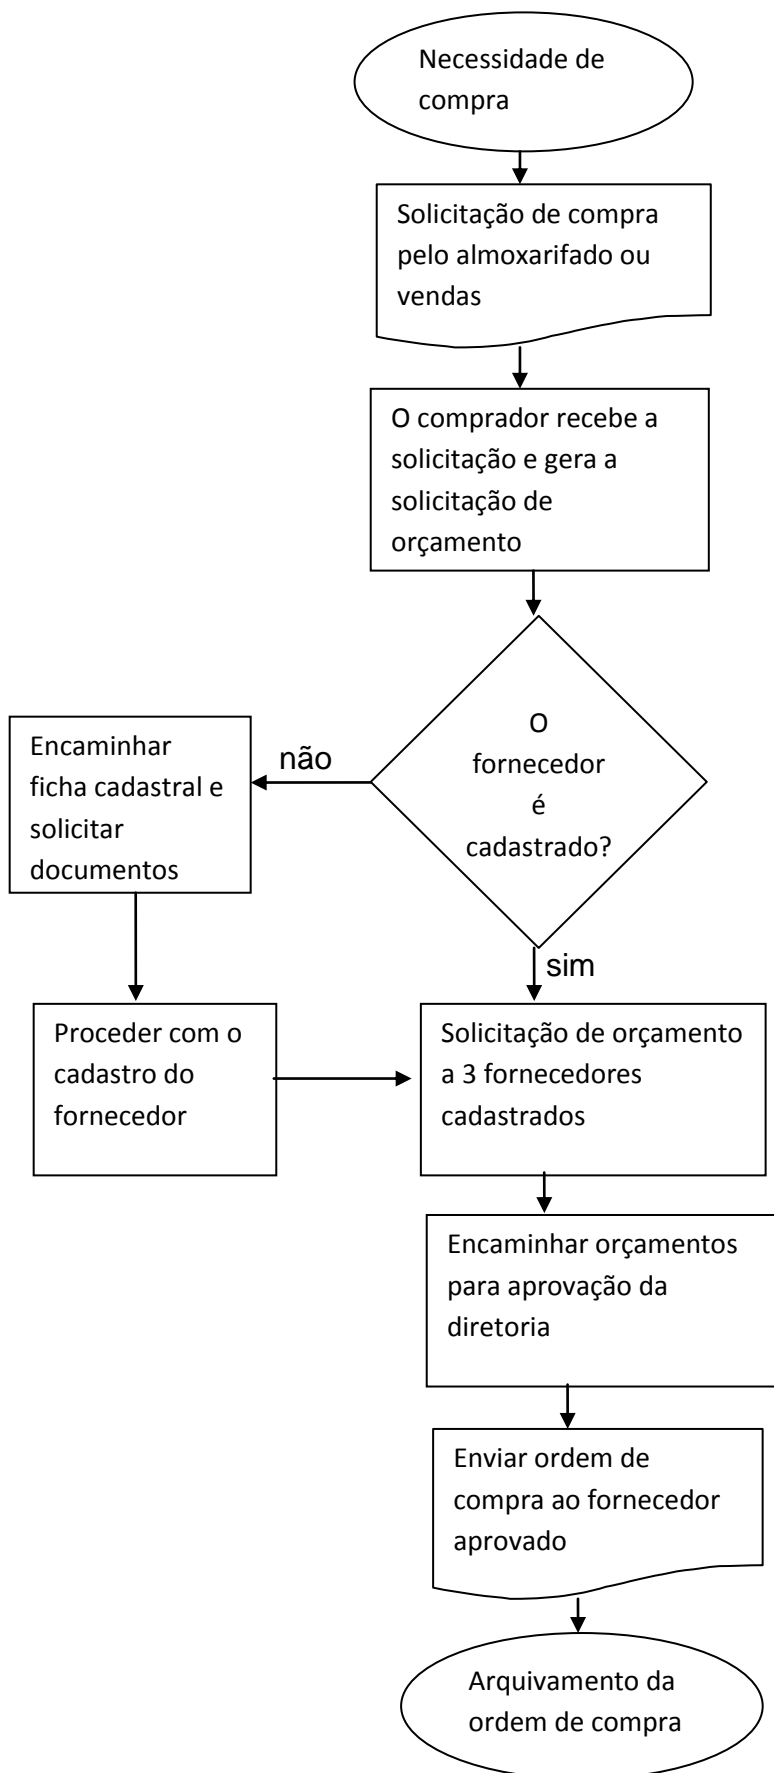 Necessidade de
compra
Solicitação de compra
pelo almoxarifado ou
vendas
O comprador recebe a
solicitação e gera a
solicitação de
orçamento
O
fornecedor
é
cadastrado?
não
Encaminhar
ficha cadastral e
solicitar
documentos
sim
Proceder com o
cadastro do
fornecedor
Solicitação de orçamento
a 3 fornecedores
cadastrados
Encaminhar orçamentos
para aprovação da
diretoria
Enviar ordem de
compra ao fornecedor
aprovado
Arquivamento da
ordem de compra